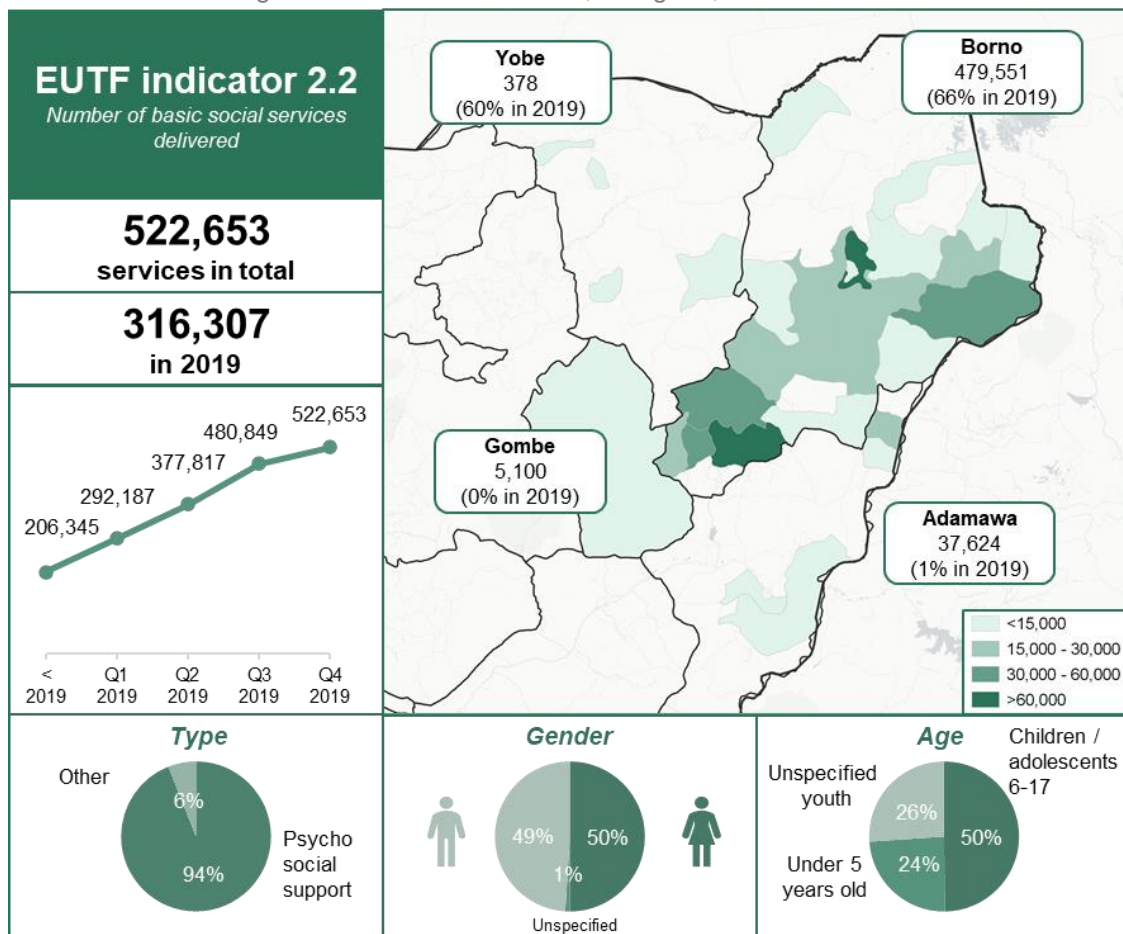 EUTF indicator 2.2
Number of basic social services
delivered
522,653
services in total
316,307
in 2019
206,345
292,187
377,817
480,849
522,653
<
2019
Q1
2019
Q2
2019
Q3
2019
Q4
2019
Yobe
378
(60% in 2019)
Borno
479,551
(66% in 2019)
Gombe
5,100
(0% in 2019)
Adamawa
37,624
(1% in 2019)
<15,000
15,000 - 30,000
30,000 - 60,000
>60,000
Type
Other
6%
Psycho
social
support
94%
Gender
49%
50%
1%
Unspecified
Age
Children /
adolescents
6-17
Unspecified
youth
26%
50%
Under 5
years old
24%